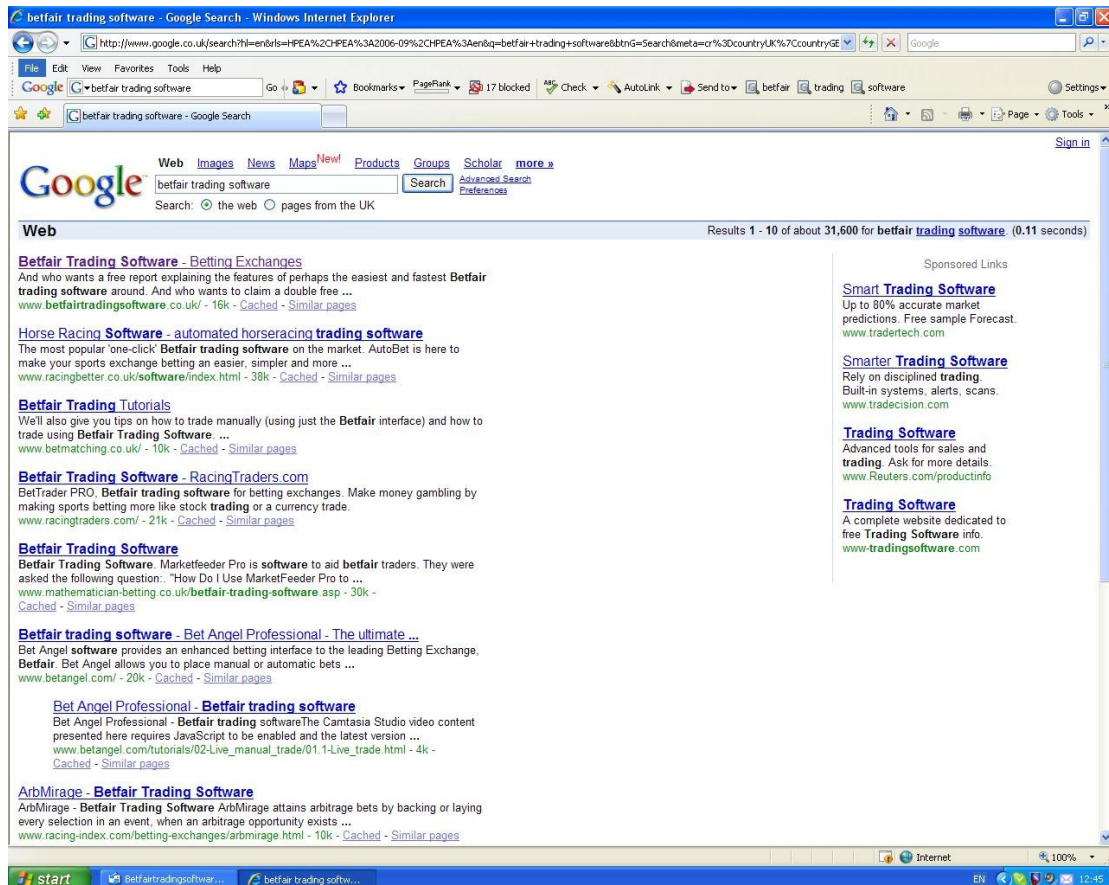 betfair trading software - Google Search - Windows Internet Explorer
http://www.google.co.uk/search?hl=en&rls=HPEA%2CHPEA%3A2006-09%2CHPEA%3Aen&q=betfair+trading+software&btnG=Search&meta=cr%3DcountryUK%7CcountryGE
Google
File Edit View Favorites Tools Help
Google betfair trading software Go Bookmarks PageRank 17 blocked ABC Check AutoLink Send to betfair trading software Settings
betfair trading software - Google Search Page Tools »
Sign in
Web Images News Maps New! Products Groups Scholar more »
Google betfair trading software Search Advanced Search
Preferences
Search: the web pages from the UK
Web Results 1 - 10 of about 31,600 for betfair trading software. (0.11 seconds)
Betfair Trading Software - Betting Exchanges
And who wants a free report explaining the features of perhaps the easiest and fastest Betfair
trading software around. And who wants to claim a double free ...
www.betfairtradingsoftware.co.uk/ - 16k - Cached - Similar pages
Horse Racing Software - automated horseracing trading software
The most popular 'one-click' Betfair trading software on the market. AutoBet is here to
make your sports exchange betting an easier, simpler and more ...
www.racingbetter.co.uk/software/index.html - 38k - Cached - Similar pages
Betfair Trading Tutorials
We'll also give you tips on how to trade manually (using just the Betfair interface) and how to
trade using Betfair Trading Software. ...
www.betmatching.co.uk/ - 10k - Cached - Similar pages
Betfair Trading Software - RacingTraders.com
BetTrader PRO, Betfair trading software for betting exchanges. Make money gambling by
making sports betting more like stock trading or a currency trade.
www.racingtraders.com/ - 21k - Cached - Similar pages
Betfair Trading Software
Betfair Trading Software. Marketfeeder Pro is software to aid betfair traders. They were
asked the following question:. "How Do I Use MarketFeeder Pro to ...
www.mathematician-betting.co.uk/betfair-trading-software.asp - 30k -
Cached - Similar pages
Betfair trading software - Bet Angel Professional - The ultimate ...
Bet Angel software provides an enhanced betting interface to the leading Betting Exchange,
Betfair. Bet Angel allows you to place manual or automatic bets ...
www.betangel.com/ - 20k - Cached - Similar pages
Bet Angel Professional - Betfair trading software
Bet Angel Professional - Betfair trading softwareThe Camtasia Studio video content
presented here requires JavaScript to be enabled and the latest version ...
www.betangel.com/tutorials/02-Live_manual_trade/01.1-Live_trade.html - 4k -
Cached - Similar pages
ArbMirage - Betfair Trading Software
ArbMirage - Betfair Trading Software ArbMirage attains arbitrage bets by backing or laying
every selection in an event, when an arbitrage opportunity exists ...
www.racing-index.com/betting-exchanges/arbmirage.html - 10k - Cached - Similar pages
Sponsored Links
Smart Trading Software
Up to 80% accurate market
predictions. Free sample Forecast.
www.tradertech.com
Smarter Trading Software
Rely on disciplined trading.
Built-in systems, alerts, scans.
www.tradecision.com
Trading Software
Advanced tools for sales and
trading. Ask for more details.
www.Reuters.com/productinfo
Trading Software
A complete website dedicated to
free Trading Software info.
www-tradingsoftware.com
Internet 100%
start Betfairtradingsoftwar... betfair trading softw... EN 12:45